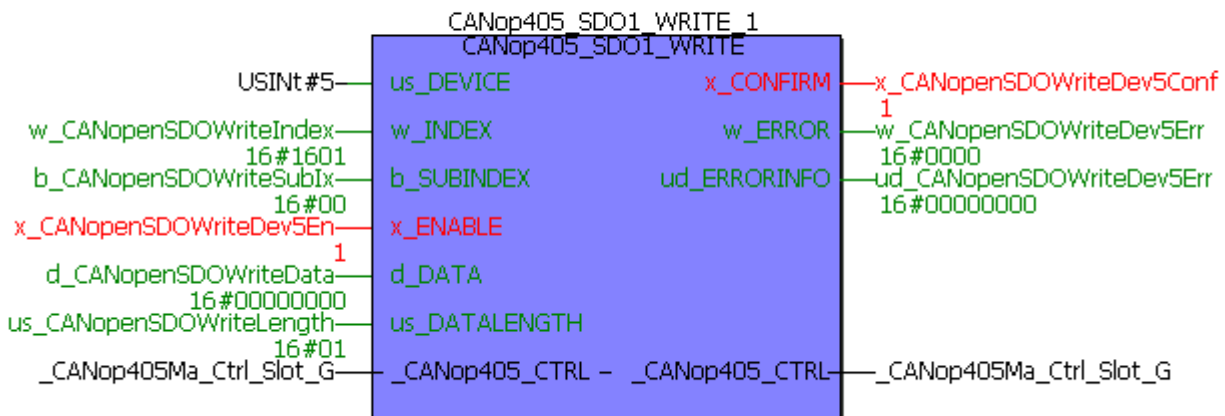 CANop405_SDO1_WRITE_1
CANop405_SDO1_WRITE
USINt#5 us_DEVICE x_CONFIRM x_CANopenSDOWriteDev5Conf
1
w_CANopenSDOWriteIndex w_INDEX w_ERROR w_CANopenSDOWriteDev5Err
16#1601 16#0000
b_CANopenSDOWriteSubIx b_SUBINDEX ud_ERRORINFO ud_CANopenSDOWriteDev5Err
16#00 16#00000000
x_CANopenSDOWriteDev5En x_ENABLE
1
d_CANopenSDOWriteData d_DATA
16#00000000
us_CANopenSDOWriteLength us_DATALENGTH
16#01
_CANop405Ma_Ctrl_Slot_G _CANop405_CTRL – _CANop405_CTRL _CANop405Ma_Ctrl_Slot_G